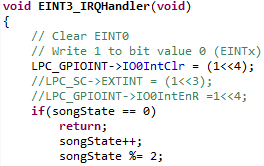 void EINT3_IRQHandler(void)
{
// Clear EINT0
// Write 1 to bit value 0 (EINTx)
LPC_GPIOINT->IO0IntClr = (1<<4);
//LPC_SC->EXTINT = (1<<3);
//LPC_GPIOINT->IO0IntEnR =1<<4;
if(songState == 0)
return;
songState++;
songState %= 2;